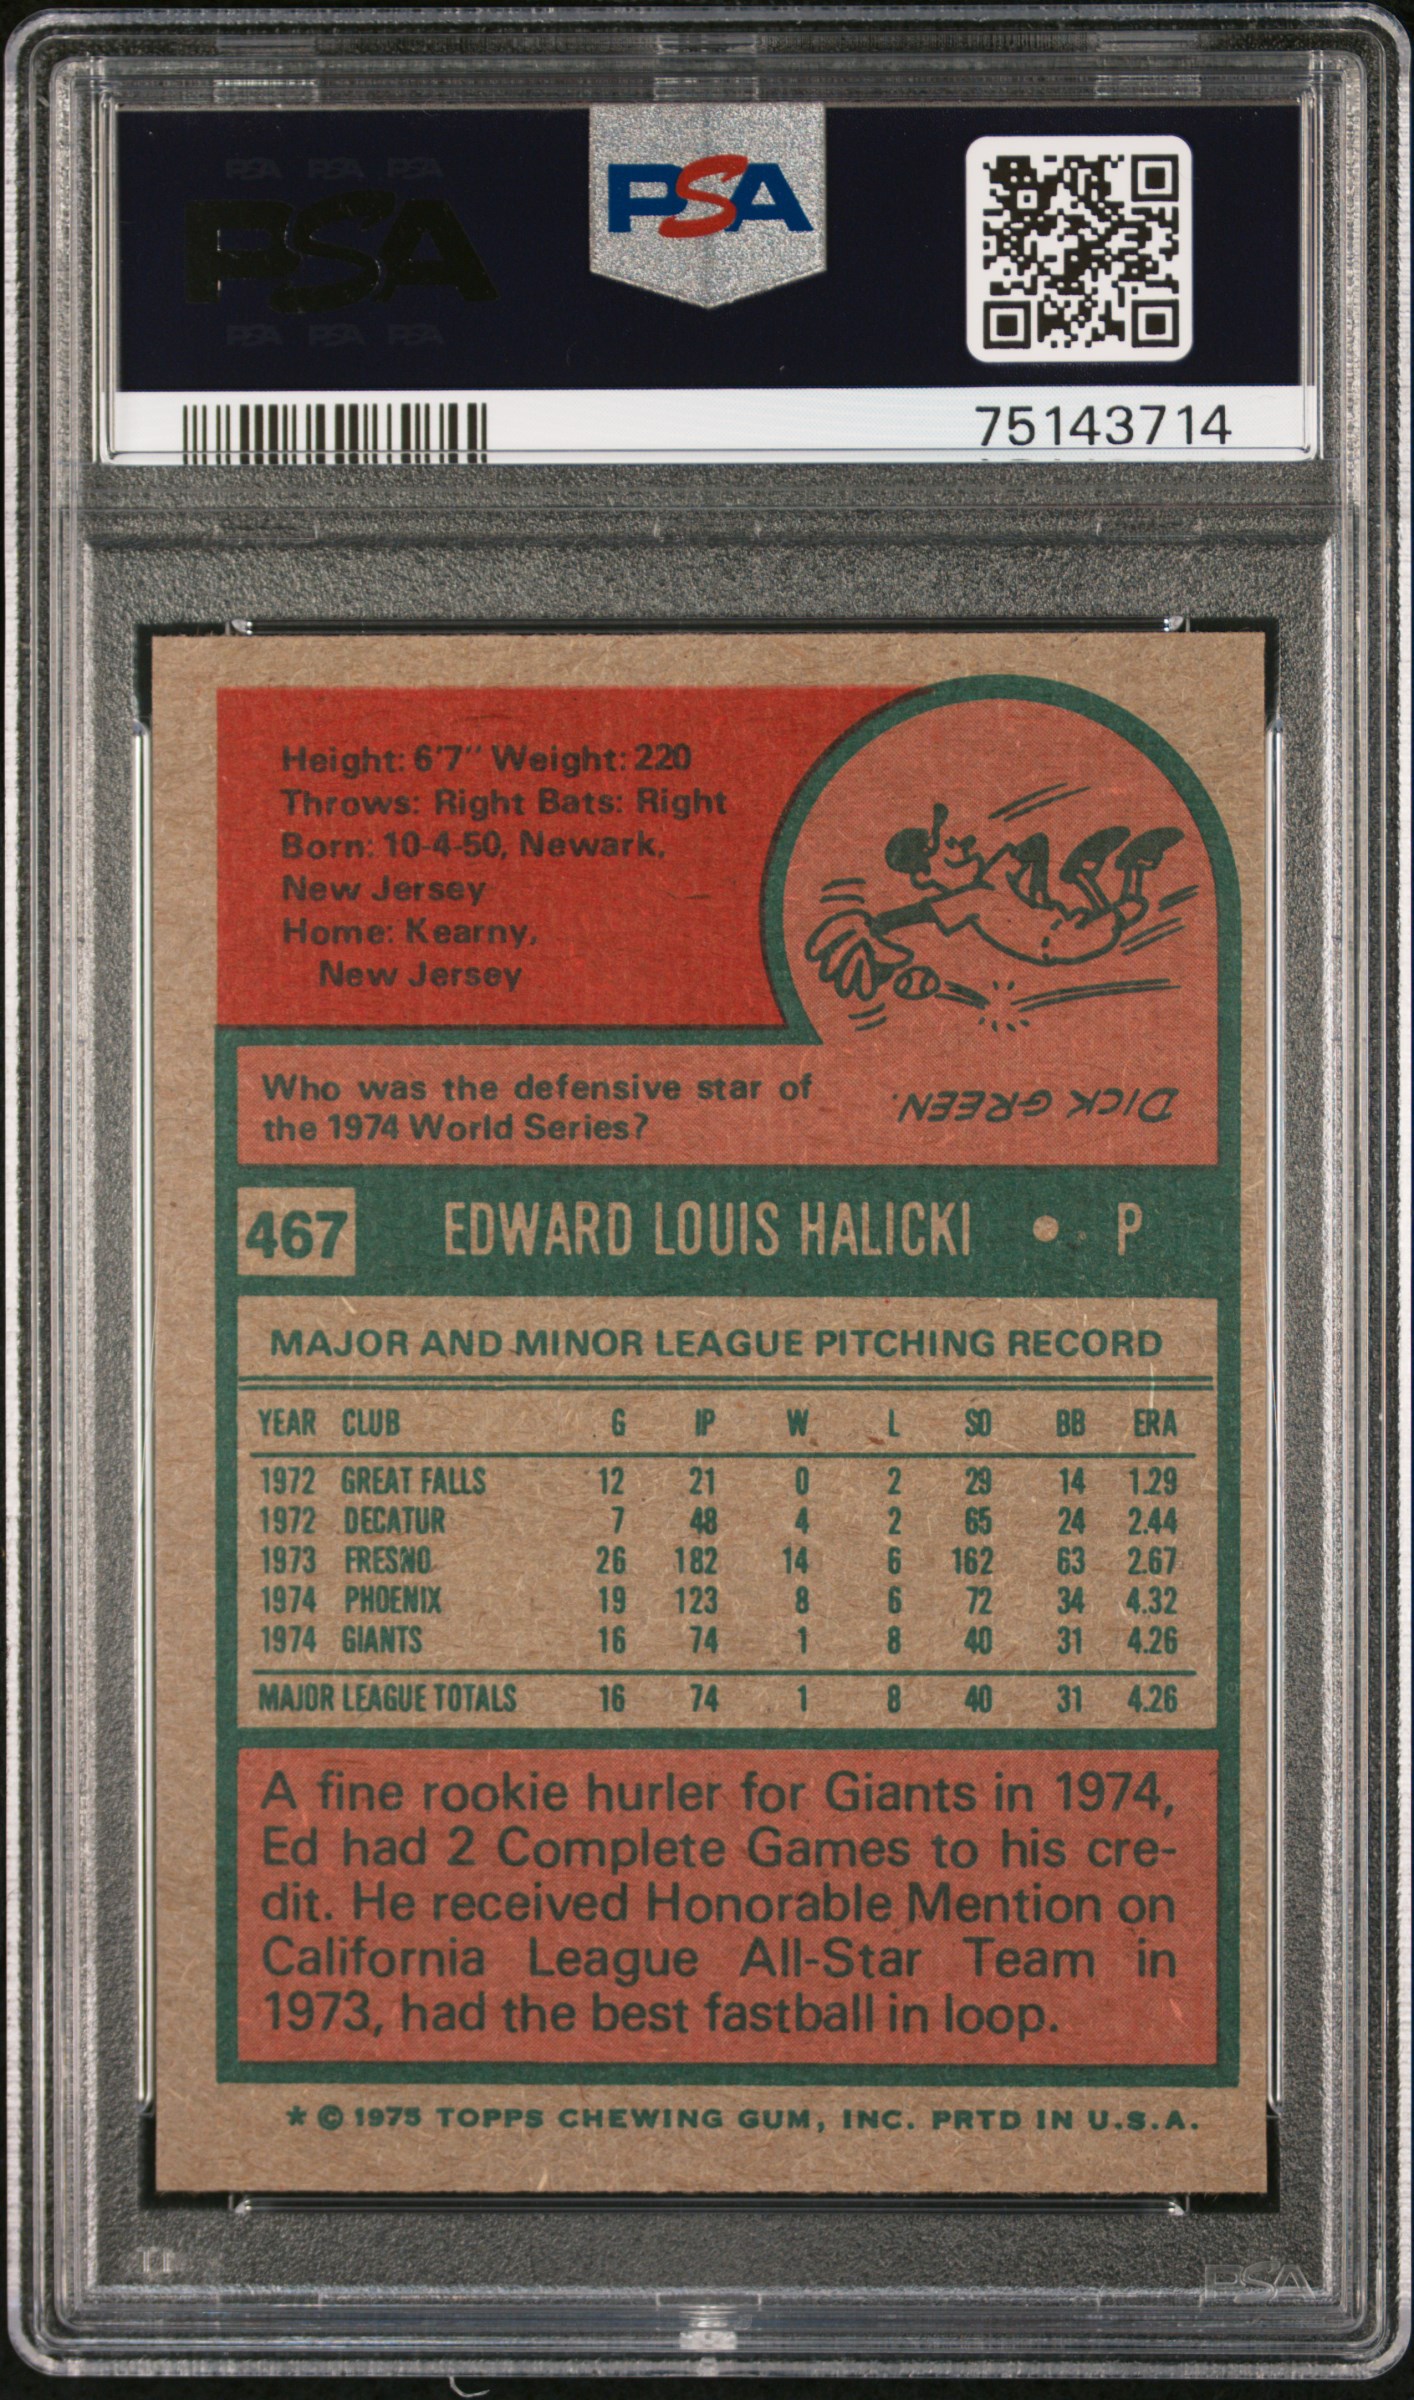 PSA PSA PSA
PSA
PSA PSA PSA
PSA
75143714
Height: 6'7" Weight: 220
Throws: Right Bats: Right
Born: 10-4-50, Newark,
New Jersey
Home: Kearny,
New Jersey
Who was the defensive star of
the 1974 World Series?
DICK GREEN.
467 EDWARD LOUIS HALICKI • P
MAJOR AND MINOR LEAGUE PITCHING RECORD
YEAR CLUB G IP W L SO BB ERA
1972 GREAT FALLS 12 21 0 2 29 14 1.29
1972 DECATUR 7 48 4 2 65 24 2.44
1973 FRESNO 26 182 14 6 162 63 2.67
1974 PHOENIX 19 123 8 6 72 34 4.32
1974 GIANTS 16 74 1 8 40 31 4.26
MAJOR LEAGUE TOTALS 16 74 1 8 40 31 4.26
A fine rookie hurler for Giants in 1974,
Ed had 2 Complete Games to his cre-
dit. He received Honorable Mention on
California League All-Star Team in
1973, had the best fastball in loop.
* © 1975 TOPPS CHEWING GUM, INC. PRTD IN U.S.A.
PSA